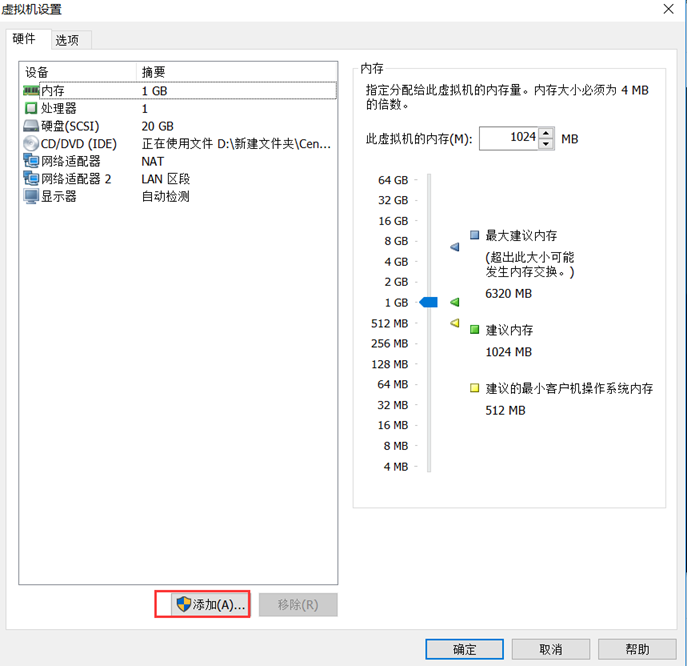 虚拟机设置
硬件 选项
设备 摘要
内存 1 GB
处理器 1
硬盘(SCSI) 20 GB
CD/DVD (IDE) 正在使用文件 D:\新建文件夹\Cen...
网络适配器 NAT
网络适配器 2 LAN 区段
显示器 自动检测
添加(A)... 移除(R)
内存
指定分配给此虚拟机的内存量。内存大小必须为 4 MB
的倍数。
此虚拟机的内存(M): 1024 MB
64 GB
32 GB
16 GB
8 GB
4 GB
2 GB
1 GB
512 MB
256 MB
128 MB
64 MB
32 MB
16 MB
8 MB
4 MB
最大建议内存
(超出此大小可能
发生内存交换。)
6320 MB
建议内存
1024 MB
建议的最小客户机操作系统内存
512 MB
确定 取消 帮助